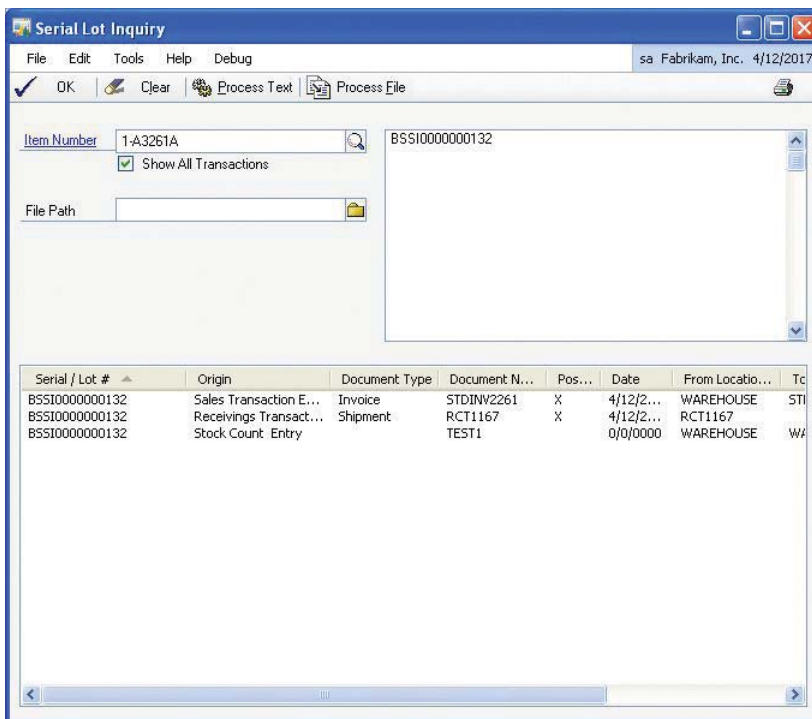 Serial Lot Inquiry
File Edit Tools Help Debug sa Fabrikam, Inc. 4/12/2017
OK Clear Process Text Process File
Item Number 1-A3261A BSSI0000000132
Show All Transactions
File Path
Serial / Lot # Origin Document Type Document N... Pos... Date From Locatio... To
BSSI0000000132 Sales Transaction E... Invoice STDINV2261 X 4/12/2... WAREHOUSE STI
BSSI0000000132 Receivings Transact... Shipment RCT1167 X 4/12/2... RCT1167
BSSI0000000132 Stock Count Entry TEST1 0/0/0000 WAREHOUSE WA